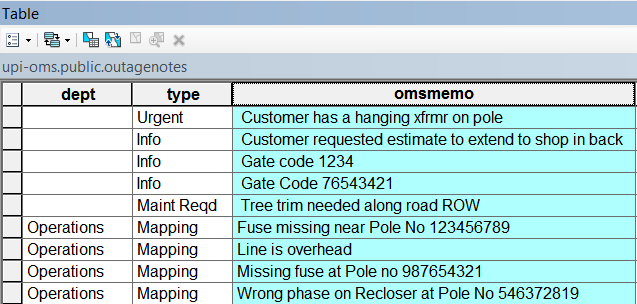 Table
upi-oms.public.outagenotes
dept type omsmemo
Urgent Customer has a hanging xfrmr on pole
Info Customer requested estimate to extend to shop in back
Info Gate code 1234
Info Gate Code 76543421
Maint Reqd Tree trim needed along road ROW
Operations Mapping Fuse missing near Pole No 123456789
Operations Mapping Line is overhead
Operations Mapping Missing fuse at Pole no 987654321
Operations Mapping Wrong phase on Recloser at Pole No 546372819